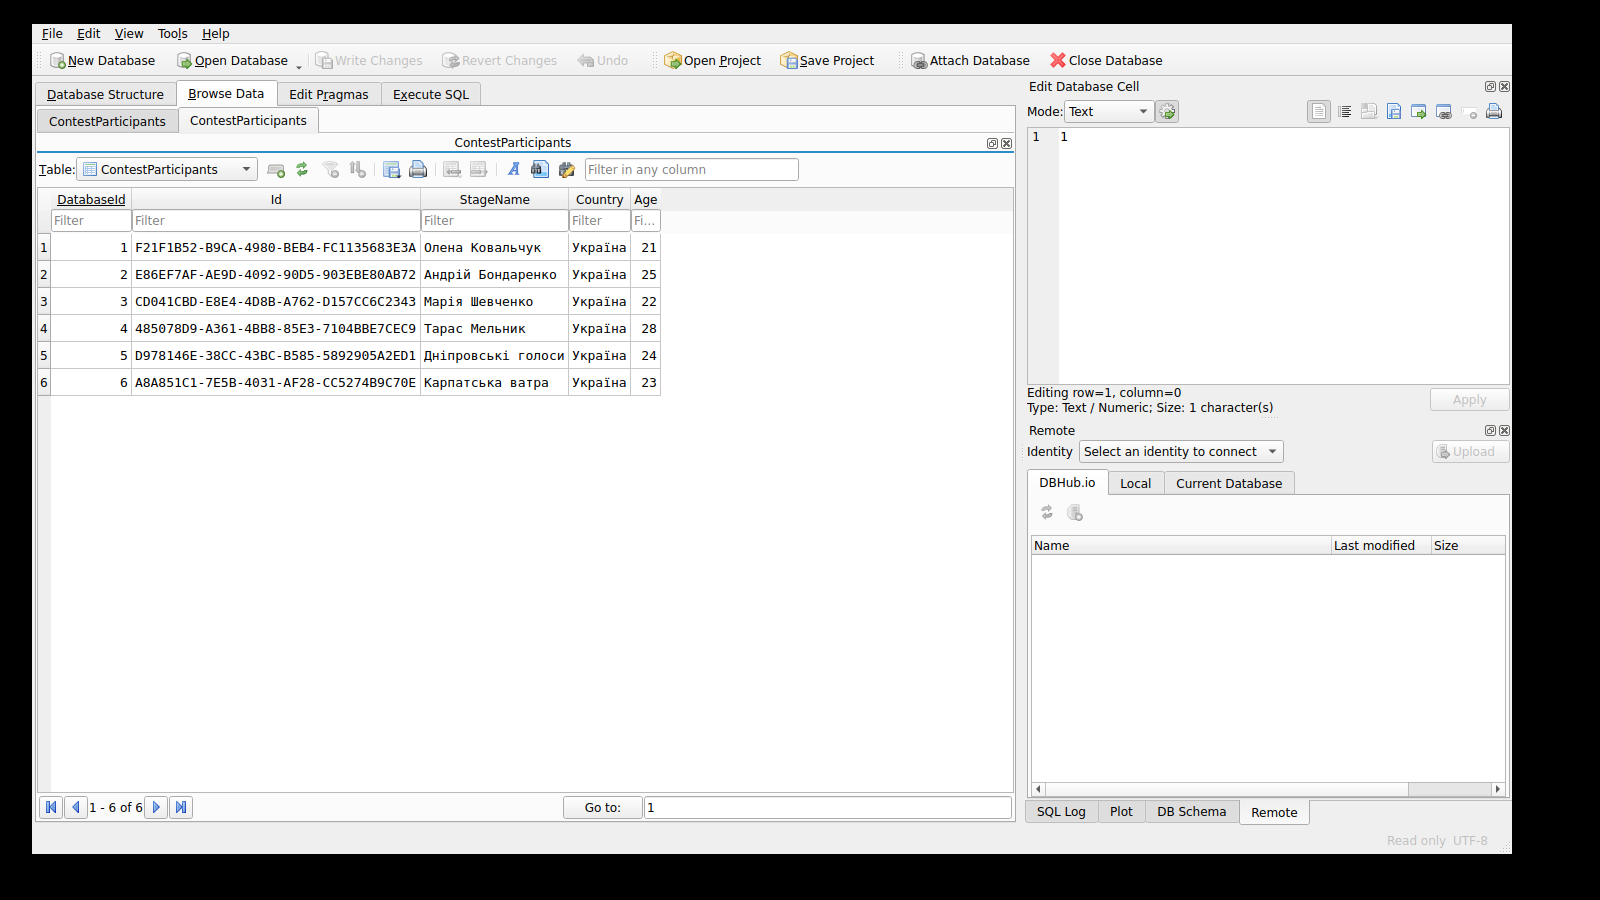 File Edit View Tools Help
New Database Open Database Write Changes Revert Changes Undo Open Project Save Project Attach Database Close Database
Database Structure Browse Data Edit Pragmas Execute SQL
ContestParticipants ContestParticipants
ContestParticipants
Table: ContestParticipants Filter in any column
DatabaseId Id StageName Country Age
Filter Filter Filter Filter Fi...
1 1 F21F1B52-B9CA-4980-BEB4-FC1135683E3A Олена Ковальчук Україна 21
2 2 E86EF7AF-AE9D-4092-90D5-903EBE80AB72 Андрій Бондаренко Україна 25
3 3 CD041CBD-E8E4-4D8B-A762-D157CC6C2343 Марія Шевченко Україна 22
4 4 485078D9-A361-4BB8-85E3-7104BBE7CEC9 Тарас Мельник Україна 28
5 5 D978146E-38CC-43BC-B585-5892905A2ED1 Дніпровські голоси Україна 24
6 6 A8A851C1-7E5B-4031-AF28-CC5274B9C70E Карпатська ватра Україна 23
1 - 6 of 6 Go to: 1
Edit Database Cell
Mode: Text
1 1
Editing row=1, column=0
Type: Text / Numeric; Size: 1 character(s)
Apply
Remote
Identity Select an identity to connect Upload
DBHub.io Local Current Database
Name Last modified Size
SQL Log Plot DB Schema Remote
Read only UTF-8